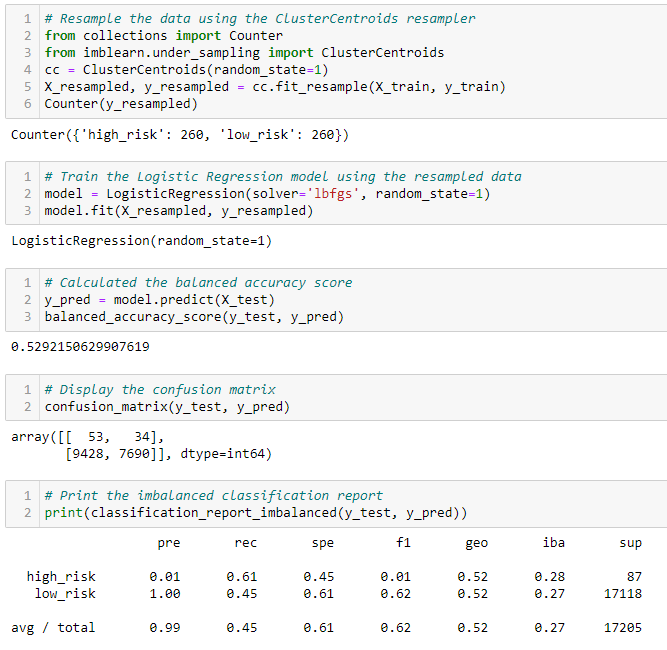 1 # Resample the data using the ClusterCentroids resampler
2 from collections import Counter
3 from imblearn.under_sampling import ClusterCentroids
4 cc = ClusterCentroids(random_state=1)
5 X_resampled, y_resampled = cc.fit_resample(X_train, y_train)
6 Counter(y_resampled)
Counter({'high_risk': 260, 'low_risk': 260})
1 # Train the Logistic Regression model using the resampled data
2 model = LogisticRegression(solver='lbfgs', random_state=1)
3 model.fit(X_resampled, y_resampled)
LogisticRegression(random_state=1)
1 # Calculated the balanced accuracy score
2 y_pred = model.predict(X_test)
3 balanced_accuracy_score(y_test, y_pred)
0.5292150629907619
1 # Display the confusion matrix
2 confusion_matrix(y_test, y_pred)
array([[  53,   34],
       [9428, 7690]], dtype=int64)
1 # Print the imbalanced classification report
2 print(classification_report_imbalanced(y_test, y_pred))
pre rec spe f1 geo iba sup
high_risk 0.01 0.61 0.45 0.01 0.52 0.28 87
low_risk 1.00 0.45 0.61 0.62 0.52 0.27 17118
avg / total 0.99 0.45 0.61 0.62 0.52 0.27 17205